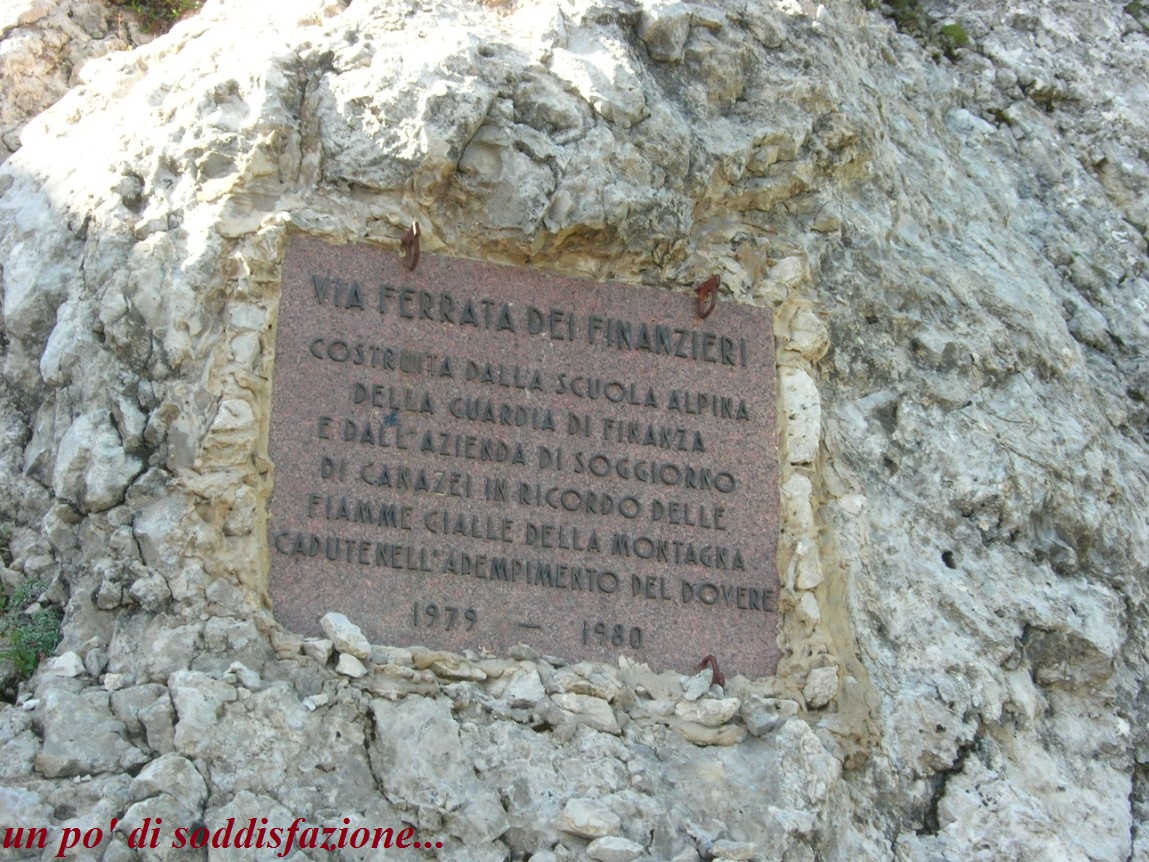 VIA FERRATA DEI FINANZIERI
COSTRUITA DALLA SCUOLA ALPINA
DELLA GUARDIA DI FINANZA
E DALL'AZIENDA DI SOGGIORNO
DI CANAZEI IN RICORDO DELLE
FIAMME GIALLE DELLA MONTAGNA
CADUTE NELL'ADEMPIMENTO DEL DOVERE
1979 — 1980
un po' di soddisfazione...